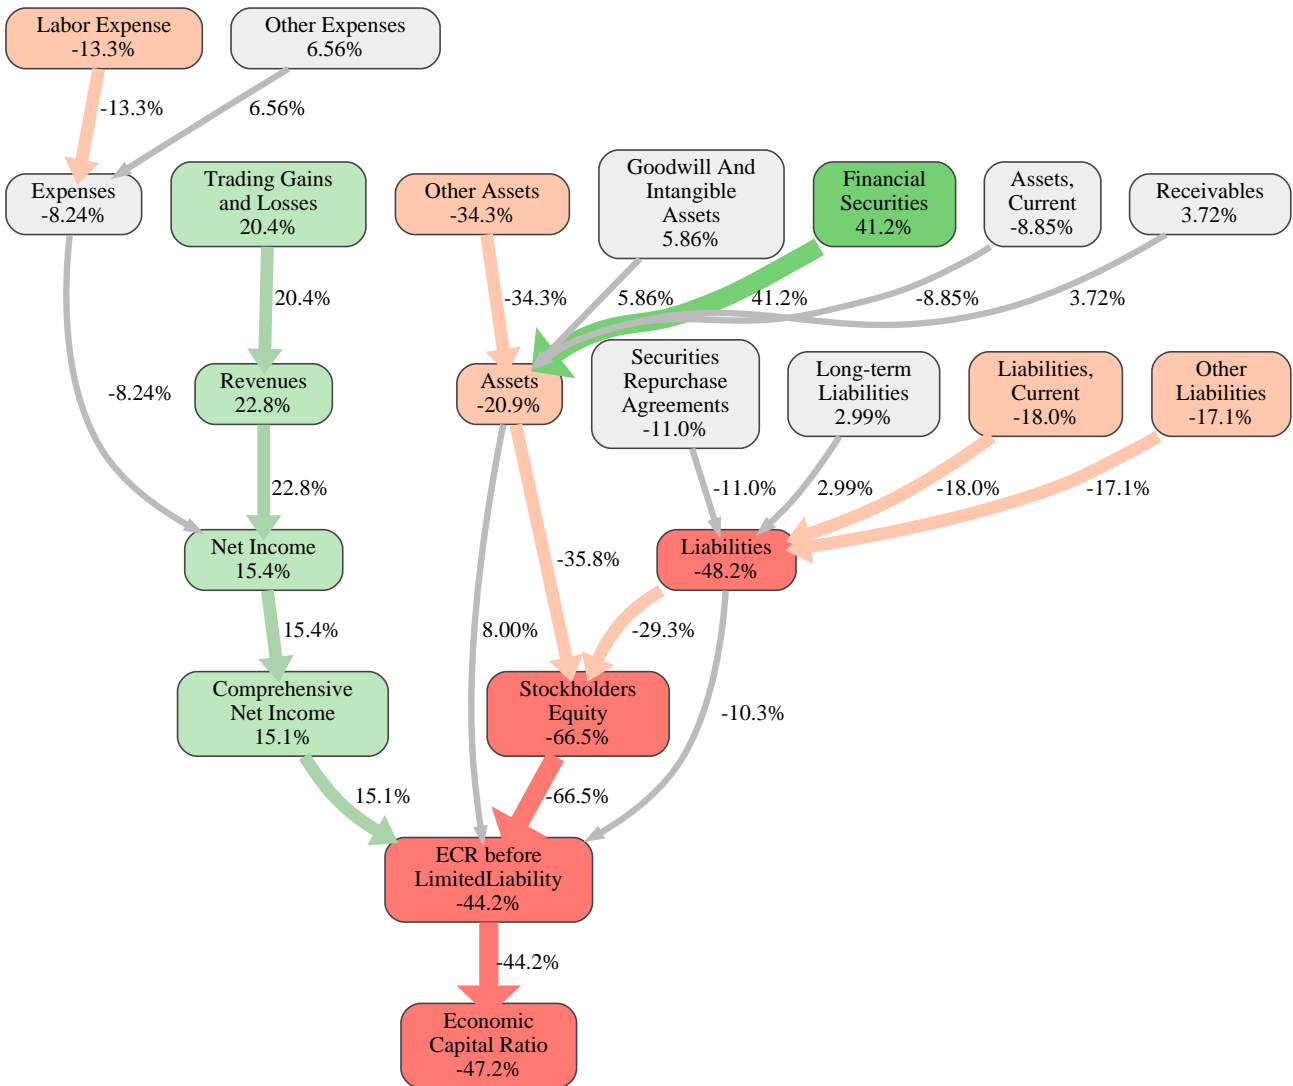 Labor Expense
-13.3%
Other Expenses
6.56%
-13.3%
6.56%
Expenses
-8.24%
Trading Gains
and Losses
20.4%
Other Assets
-34.3%
Goodwill And
Intangible
Assets
5.86%
Financial
Securities
41.2%
Assets,
Current
-8.85%
Receivables
3.72%
20.4%
-34.3%
5.86%
41.2%
-8.85%
3.72%
-8.24%
Revenues
22.8%
Assets
-20.9%
Securities
Repurchase
Agreements
-11.0%
Long-term
Liabilities
2.99%
Liabilities,
Current
-18.0%
Other
Liabilities
-17.1%
22.8%
-11.0%
2.99%
-18.0%
-17.1%
Net Income
15.4%
-35.8%
Liabilities
-48.2%
15.4%
8.00%
-29.3%
Comprehensive
Net Income
15.1%
Stockholders
Equity
-66.5%
-10.3%
15.1%
-66.5%
ECR before
LimitedLiability
-44.2%
-44.2%
Economic
Capital Ratio
-47.2%